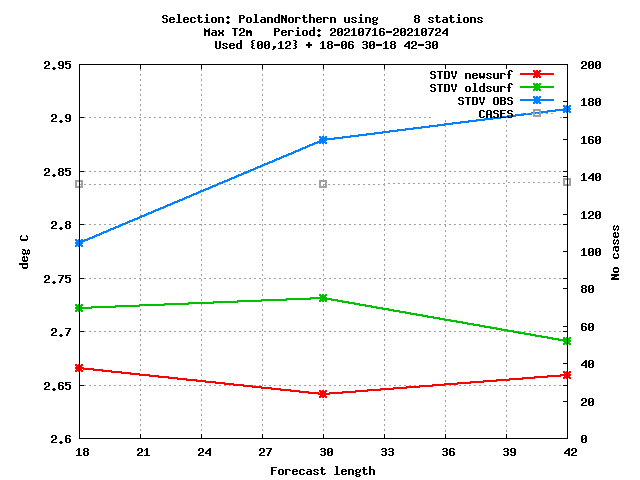 Selection: PolandNorthern using     8 stations
Max T2m   Period: 20210716-20210724
Used {00,12} + 18-06 30-18 42-30
STDV newsurf
STDV oldsurf
STDV OBS
CASES
2.95
2.9
2.85
2.8
2.75
2.7
2.65
2.6
deg C
200
180
160
140
120
100
80
60
40
20
0
No cases
18 21 24 27 30 33 36 39 42
Forecast length